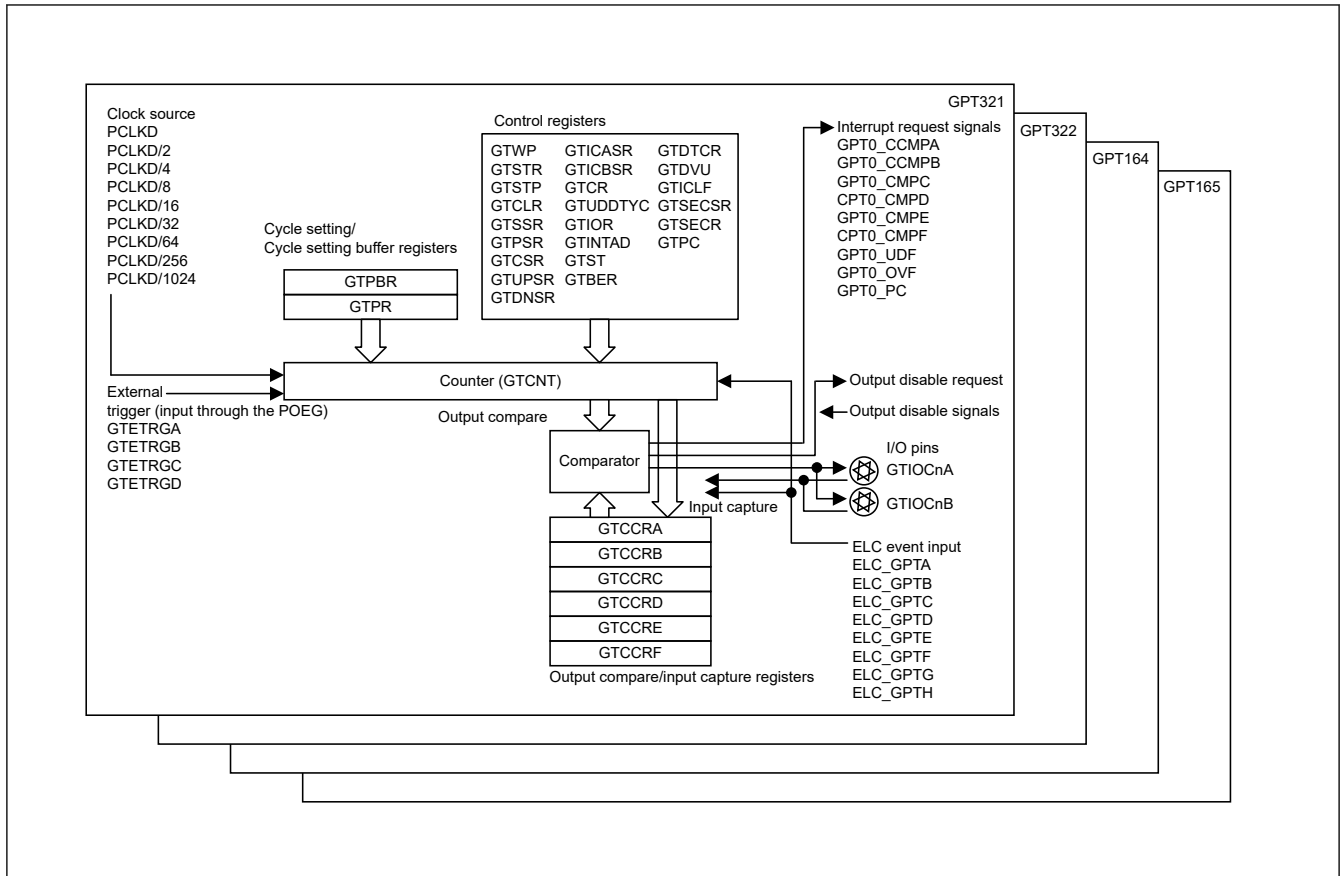 GPT321
GPT322
GPT164
GPT165
Clock source
PCLKD
PCLKD/2
PCLKD/4
PCLKD/8
PCLKD/16
PCLKD/32
PCLKD/64
PCLKD/256
PCLKD/1024
Cycle setting/
Cycle setting buffer registers
GTPBR
GTPR
Control registers
GTWP GTICASR GTDTCR
GTSTR GTICBSR GTDVU
GTSTP GTCR GTICLF
GTCLR GTUDDTYC GTSECSR
GTSSR GTIOR GTSECR
GTPSR GTINTAD GTPC
GTCSR GTST
GTUPSR GTBER
GTDNSR
Interrupt request signals
GPT0_CCMPA
GPT0_CCMPB
GPT0_CMPC
CPT0_CMPD
GPT0_CMPE
CPT0_CMPF
GPT0_UDF
GPT0_OVF
GPT0_PC
Counter (GTCNT)
External
trigger (input through the POEG)
GTETRGA
GTETRGB
GTETRGC
GTETRGD
Output compare
Comparator
Input capture
Output disable request
Output disable signals
I/O pins
GTIOCnA
GTIOCnB
GTCCRA
GTCCRB
GTCCRC
GTCCRD
GTCCRE
GTCCRF
Output compare/input capture registers
ELC event input
ELC_GPTA
ELC_GPTB
ELC_GPTC
ELC_GPTD
ELC_GPTE
ELC_GPTF
ELC_GPTG
ELC_GPTH